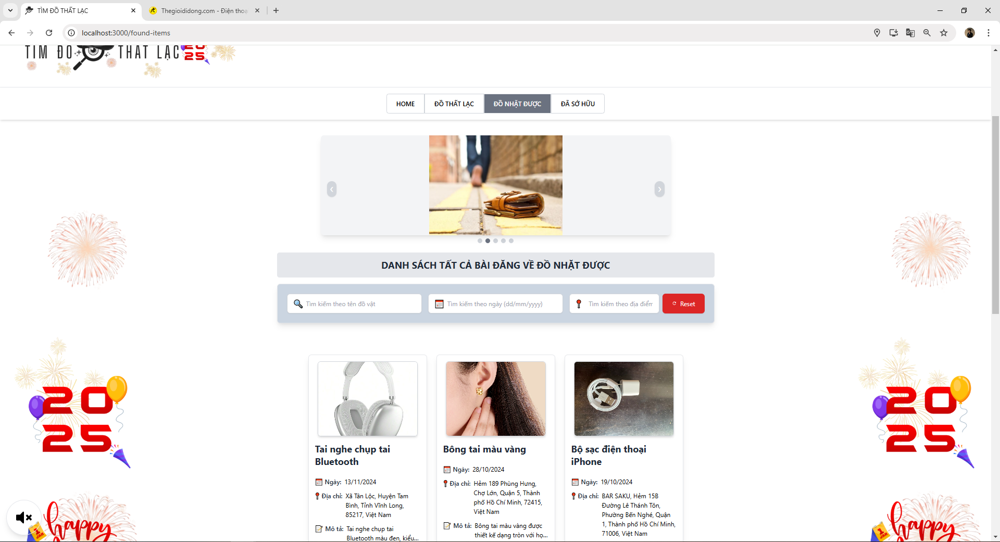 TÌM ĐỒ THẤT LẠC
Thegioididong.com - Điện thoạ
localhost:3000/found-items
TÌM ĐỒ THẤT LẠC
2025
HOME
ĐỒ THẤT LẠC
ĐỒ NHẶT ĐƯỢC
ĐÃ SỞ HỮU
DANH SÁCH TẤT CẢ BÀI ĐĂNG VỀ ĐỒ NHẶT ĐƯỢC
Tìm kiếm theo tên đồ vật
Tìm kiếm theo ngày (dd/mm/yyyy)
Tìm kiếm theo địa điểm
Reset
Tai nghe chụp tai
Bluetooth
Ngày: 13/11/2024
Địa chỉ: Xã Tân Lộc, Huyện Tam
Bình, Tỉnh Vĩnh Long,
85217, Việt Nam
Mô tả: Tai nghe chụp tai
Bluetooth màu đen, kiểu...
Bông tai màu vàng
Ngày: 28/10/2024
Địa chỉ: Hẻm 189 Phùng Hưng,
Chợ Lớn, Quận 5, Thành
phố Hồ Chí Minh, 72415,
Việt Nam
Mô tả: Bông tai màu vàng được
thiết kế dạng tròn với họ...
Bộ sạc điện thoại
iPhone
Ngày: 19/10/2024
Địa chỉ: BAR SAKU, Hẻm 15B
Đường Lê Thánh Tôn,
Phường Bến Nghé, Quận
1, Thành phố Hồ Chí Minh,
71006, Việt Nam
20
25
20
25
happy
1
JAN
happy
1
JAN